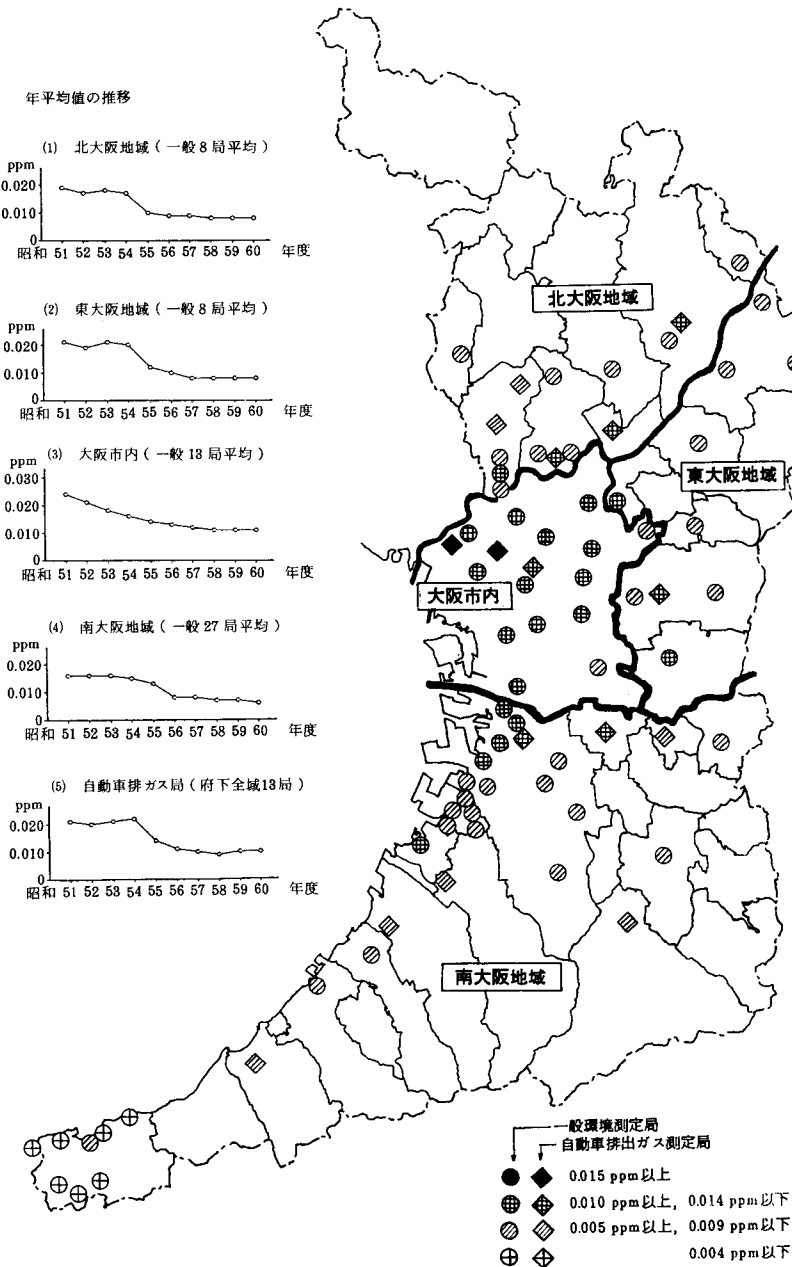 年平均値の推移
(1) 北大阪地域(一般8局平均)
ppm
0.020
0.010
0
昭和 51 52 53 54 55 56 57 58 59 60 年度
(2) 東大阪地域(一般8局平均)
ppm
0.020
0.010
0
昭和 51 52 53 54 55 56 57 58 59 60 年度
(3) 大阪市内(一般13局平均)
ppm
0.030
0.020
0.010
0
昭和 51 52 53 54 55 56 57 58 59 60 年度
(4) 南大阪地域(一般27局平均)
ppm
0.020
0.010
0
昭和 51 52 53 54 55 56 57 58 59 60 年度
(5) 自動車排ガス局(府下全域13局)
ppm
0.020
0.010
0
昭和 51 52 53 54 55 56 57 58 59 60 年度
北大阪地域
東大阪地域
大阪市内
南大阪地域
一般環境測定局
自動車排出ガス測定局
0.015 ppm以上
0.010 ppm以上, 0.014 ppm以下
0.005 ppm以上, 0.009 ppm以下
0.004 ppm以下